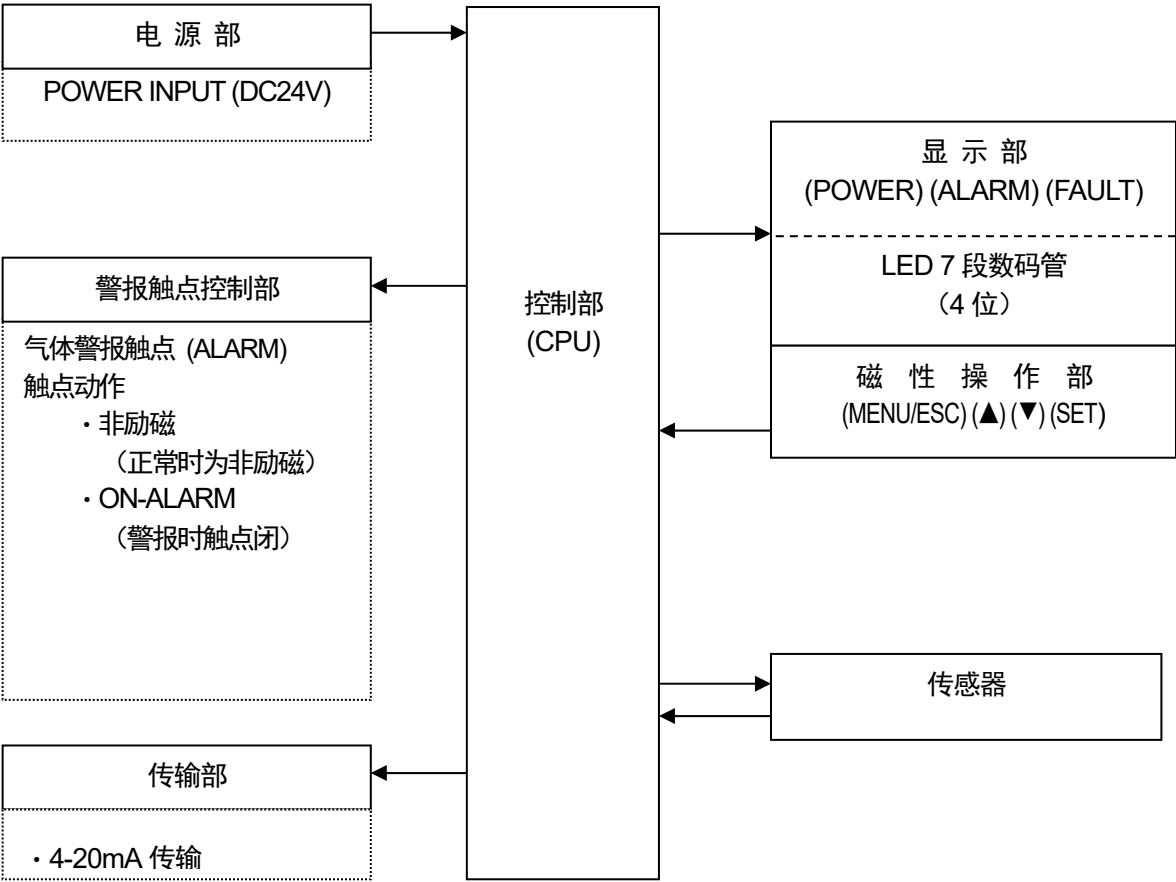 电 源 部
POWER INPUT (DC24V)
警报触点控制部
气体警报触点 (ALARM)
触点动作
・非励磁
（正常时为非励磁）
・ON-ALARM
（警报时触点闭）
传输部
・4-20mA 传输
控制部
(CPU)
显 示 部
(POWER) (ALARM) (FAULT)
LED 7 段数码管
（4 位）
磁 性 操 作 部
(MENU/ESC) (▲) (▼) (SET)
传感器